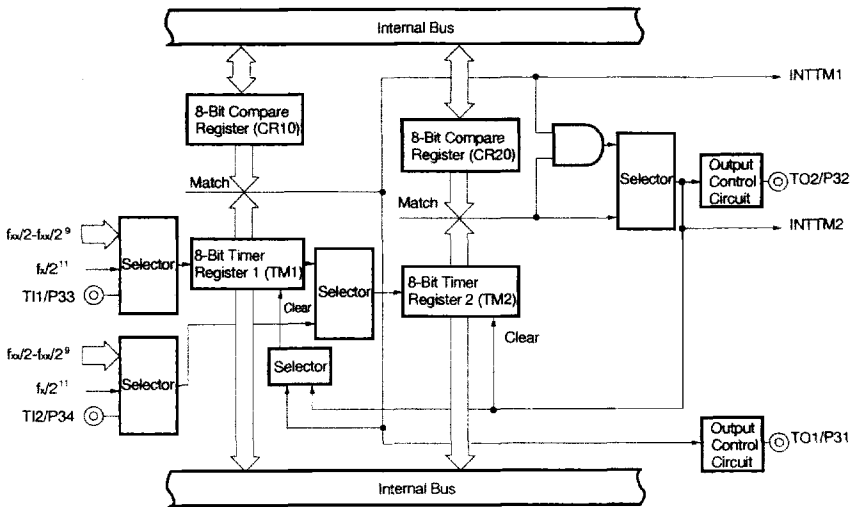 Internal Bus
INTTM1
8-Bit Compare
Register (CR10)
8-Bit Compare
Register (CR20)
Match
Selector
Output
Control
Circuit
TO2/P32
Match
INTTM2
fxx/2-fxx/2⁹
fx/2¹¹
TI1/P33
Selector
8-Bit Timer
Register 1 (TM1)
Selector
8-Bit Timer
Register 2 (TM2)
Clear
Clear
fxx/2-fxx/2⁹
fx/2¹¹
TI2/P34
Selector
Selector
Output
Control
Circuit
TO1/P31
Internal Bus